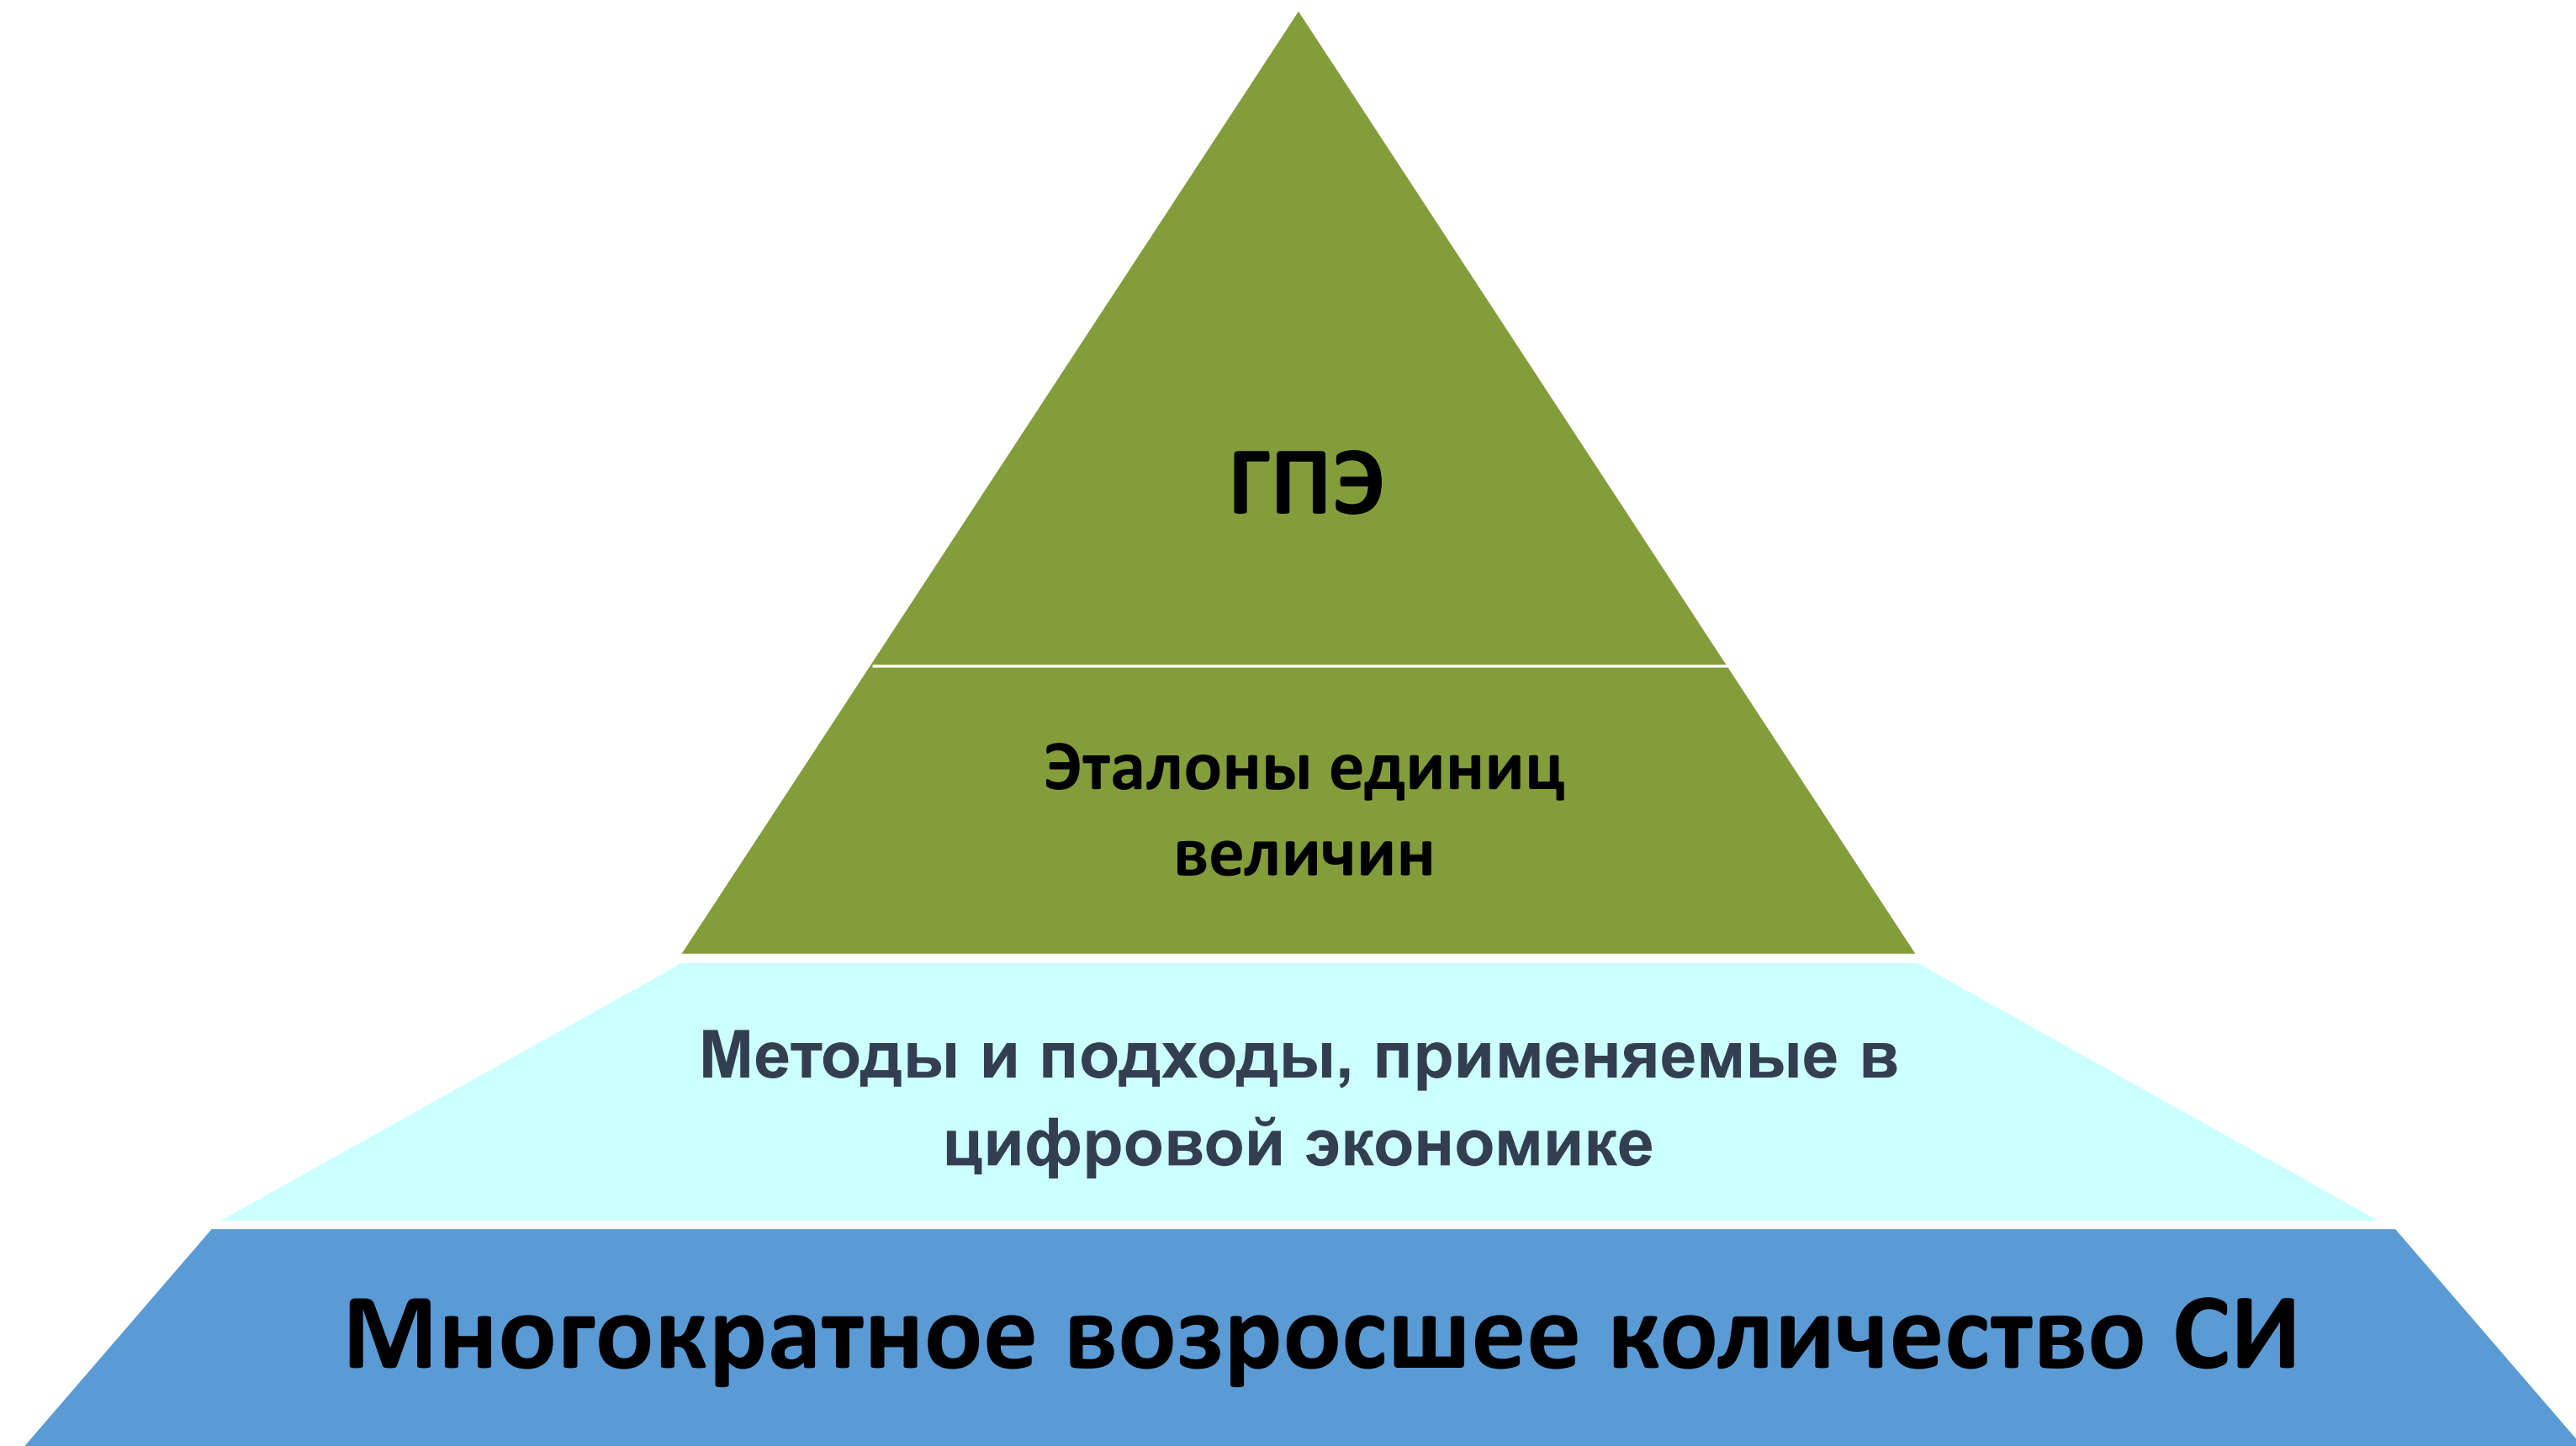 ГПЭ
Эталоны единиц
величин
Методы и подходы, применяемые в
цифровой экономике
Многократное возросшее количество СИ